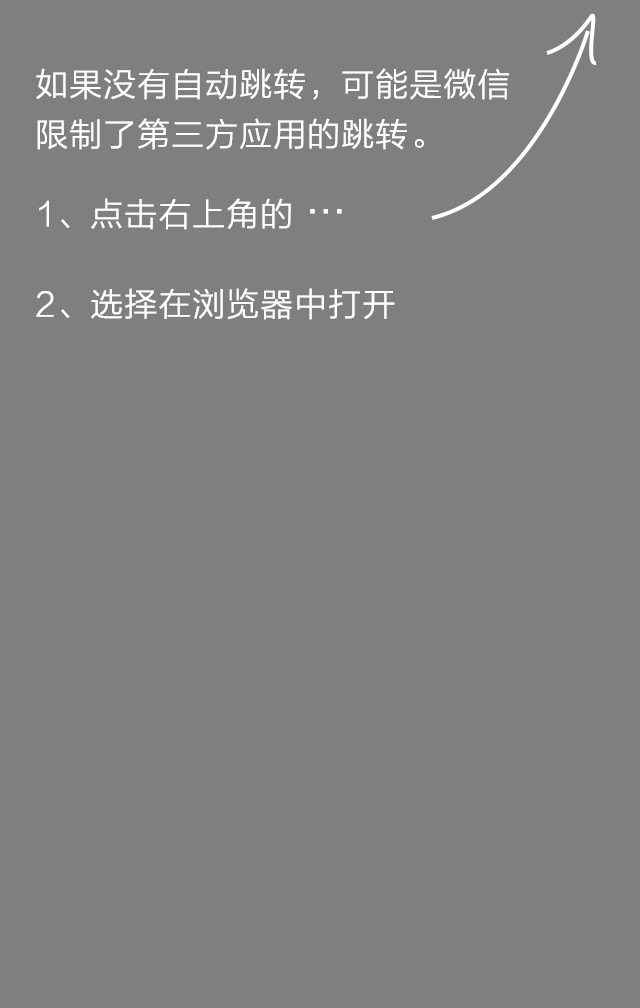 如果没有自动跳转，可能是微信
限制了第三方应用的跳转。
1、点击右上角的 ···
2、选择在浏览器中打开